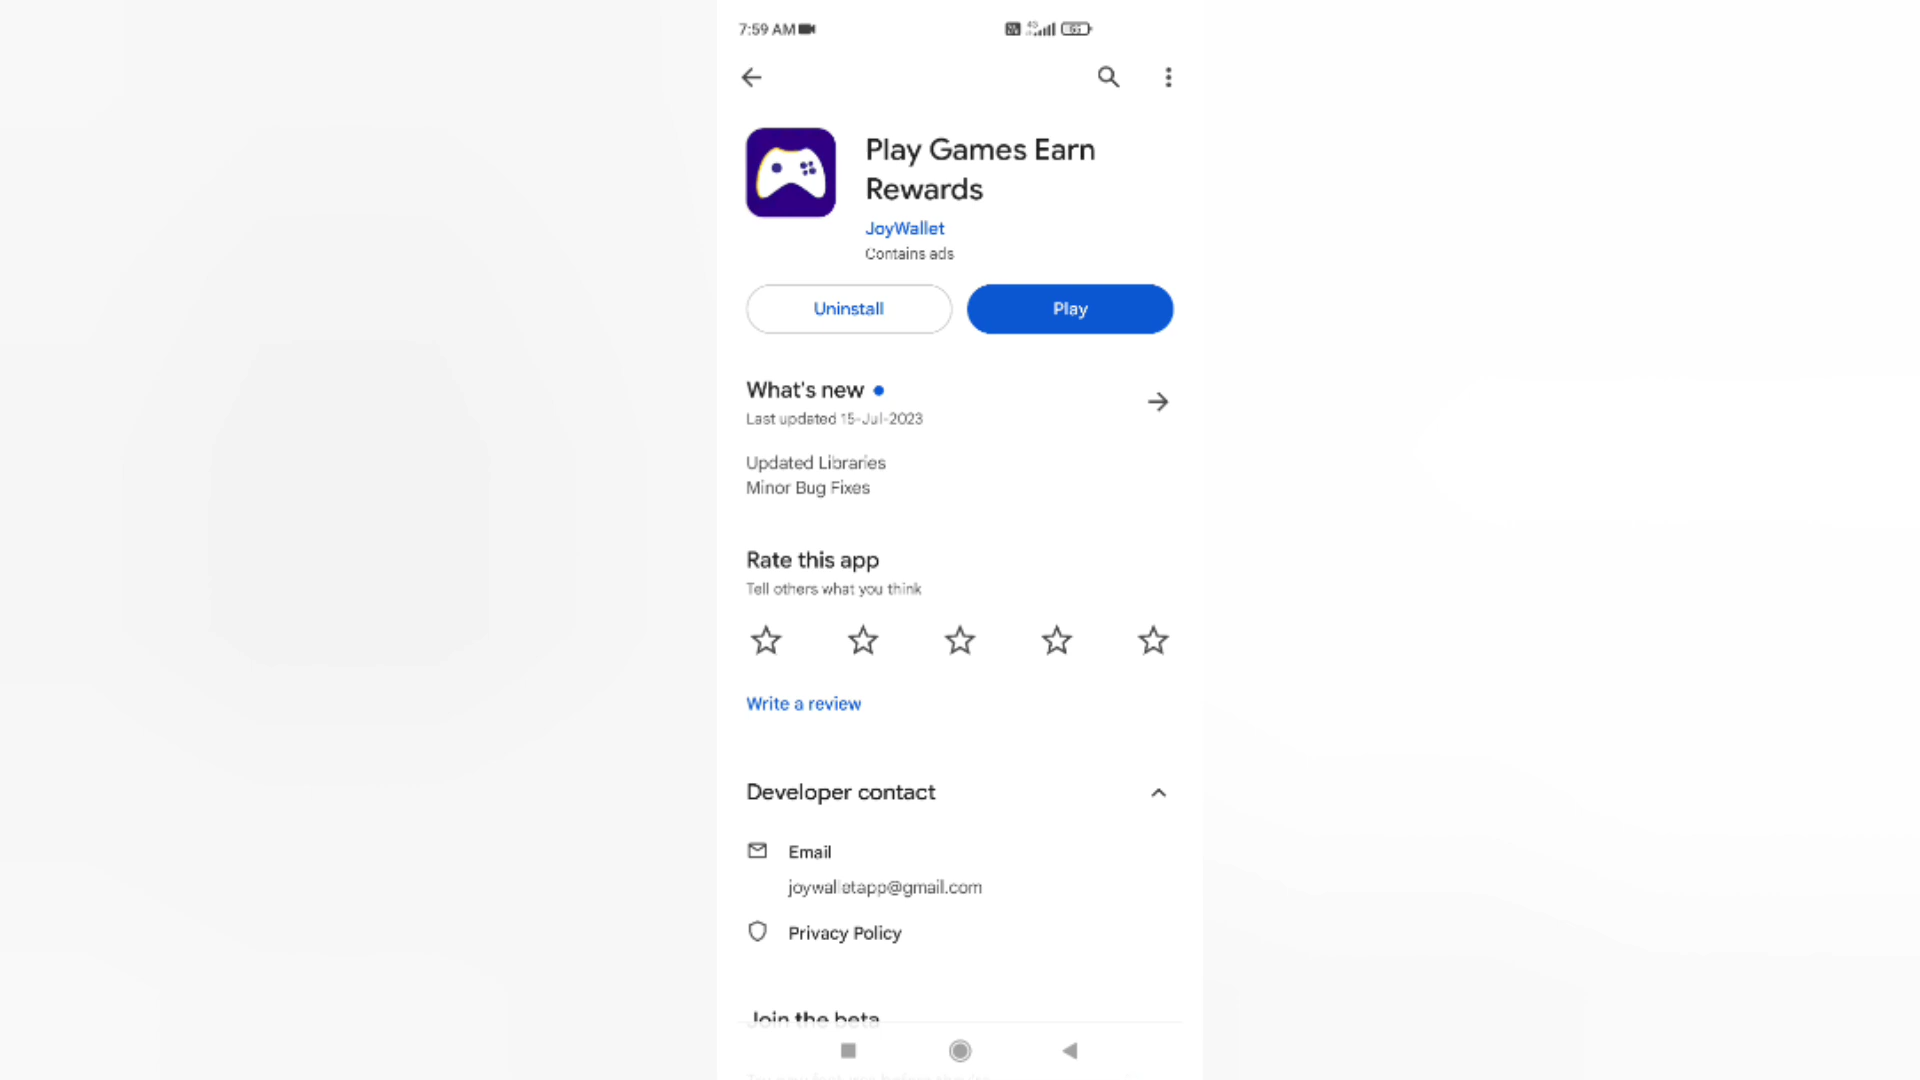 7:59 AM
4G
Play Games Earn
Rewards
JoyWallet
Contains ads
Uninstall
Play
What's new
Last updated 15-Jul-2023
Updated Libraries
Minor Bug Fixes
Rate this app
Tell others what you think
Write a review
Developer contact
Email
joywalletapp@gmail.com
Privacy Policy
Join the beta